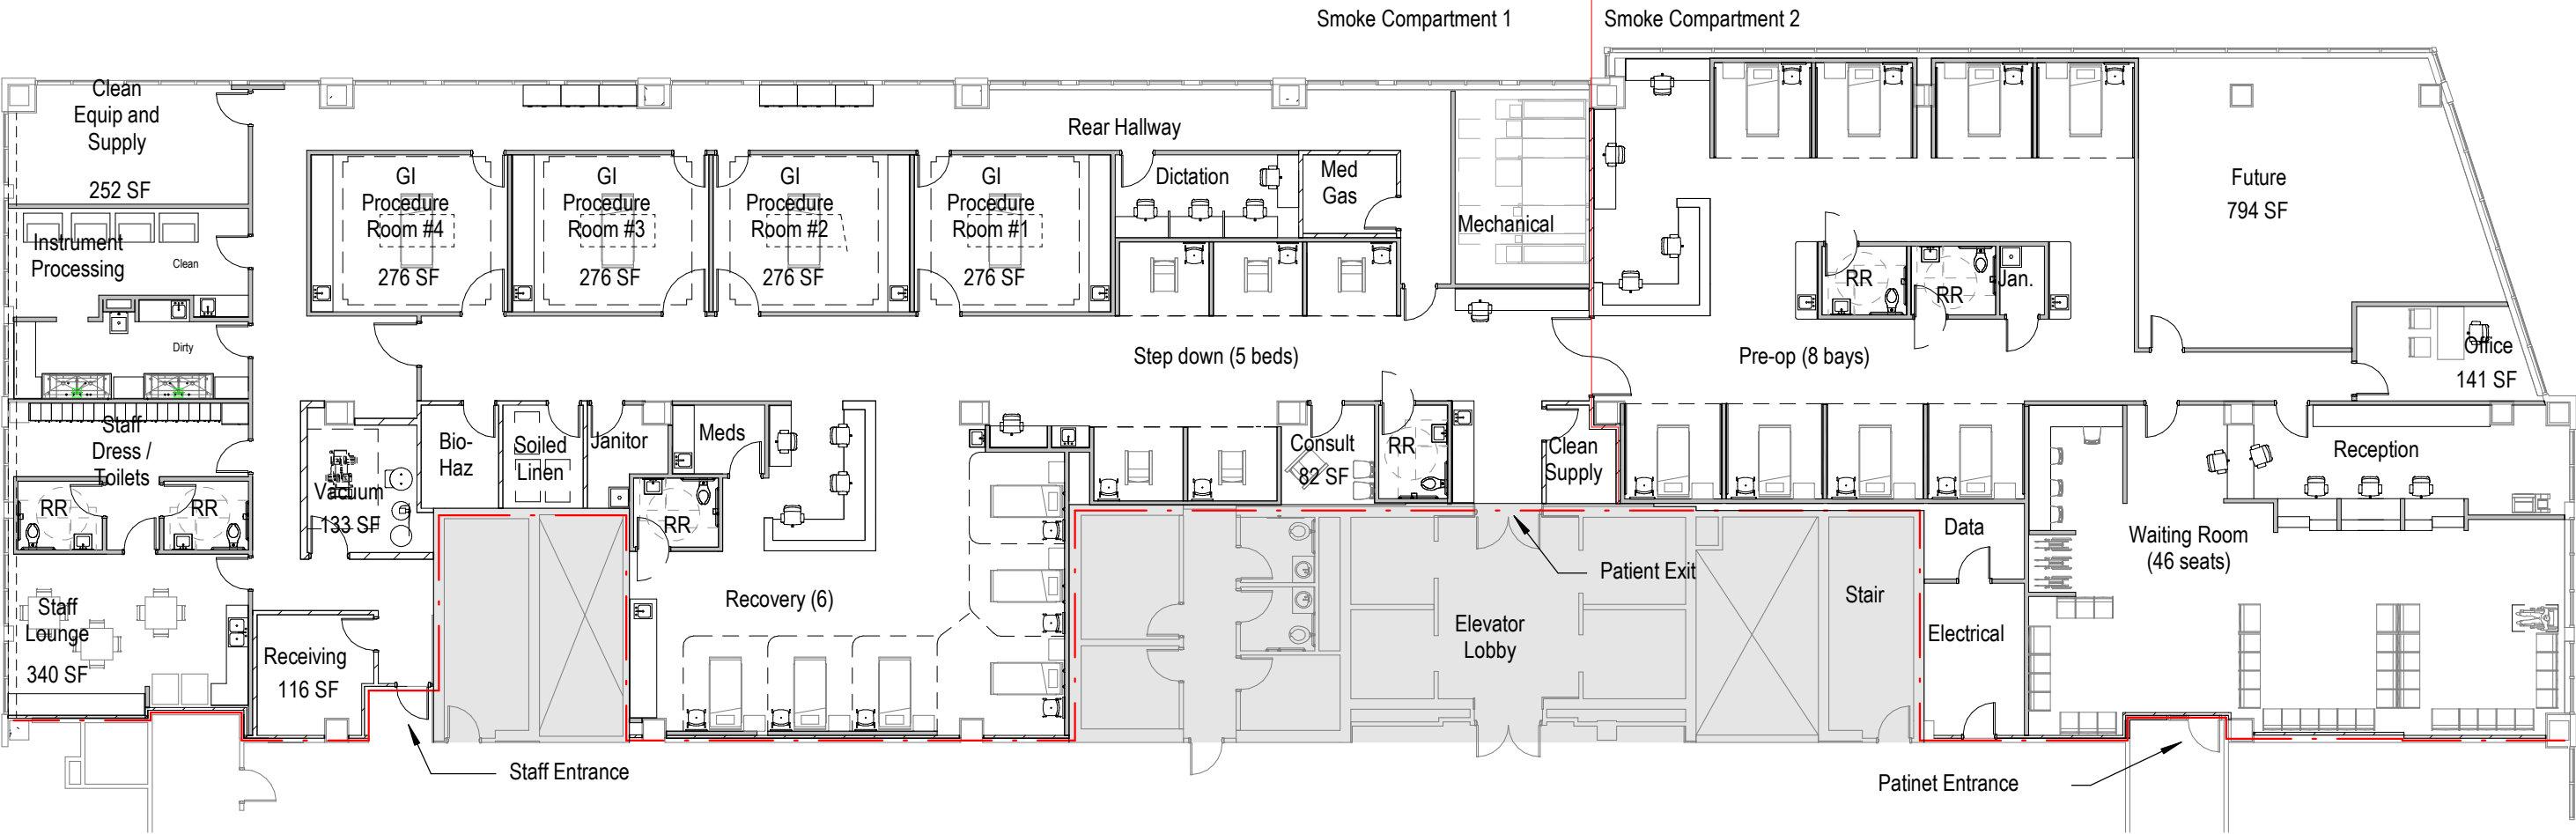 Smoke Compartment 1
Smoke Compartment 2
Clean
Equip and
Supply
252 SF
Rear Hallway
GI
Procedure
Room #4
276 SF
GI
Procedure
Room #3
276 SF
GI
Procedure
Room #2
276 SF
GI
Procedure
Room #1
276 SF
Dictation
Med
Gas
Mechanical
Future
794 SF
Instrument
Processing
Clean
Dirty
RR
RR
Jan.
Step down (5 beds)
Pre-op (8 bays)
Office
141 SF
Staff
Dress /
Toilets
RR
RR
Vacuum
133 SF
Bio-
Haz
Soiled
Linen
Janitor
Meds
RR
Consult
82 SF
RR
Clean
Supply
Reception
Data
Waiting Room
(46 seats)
Patient Exit
Stair
Recovery (6)
Elevator
Lobby
Electrical
Staff
Lounge
340 SF
Receiving
116 SF
Staff Entrance
Patinet Entrance